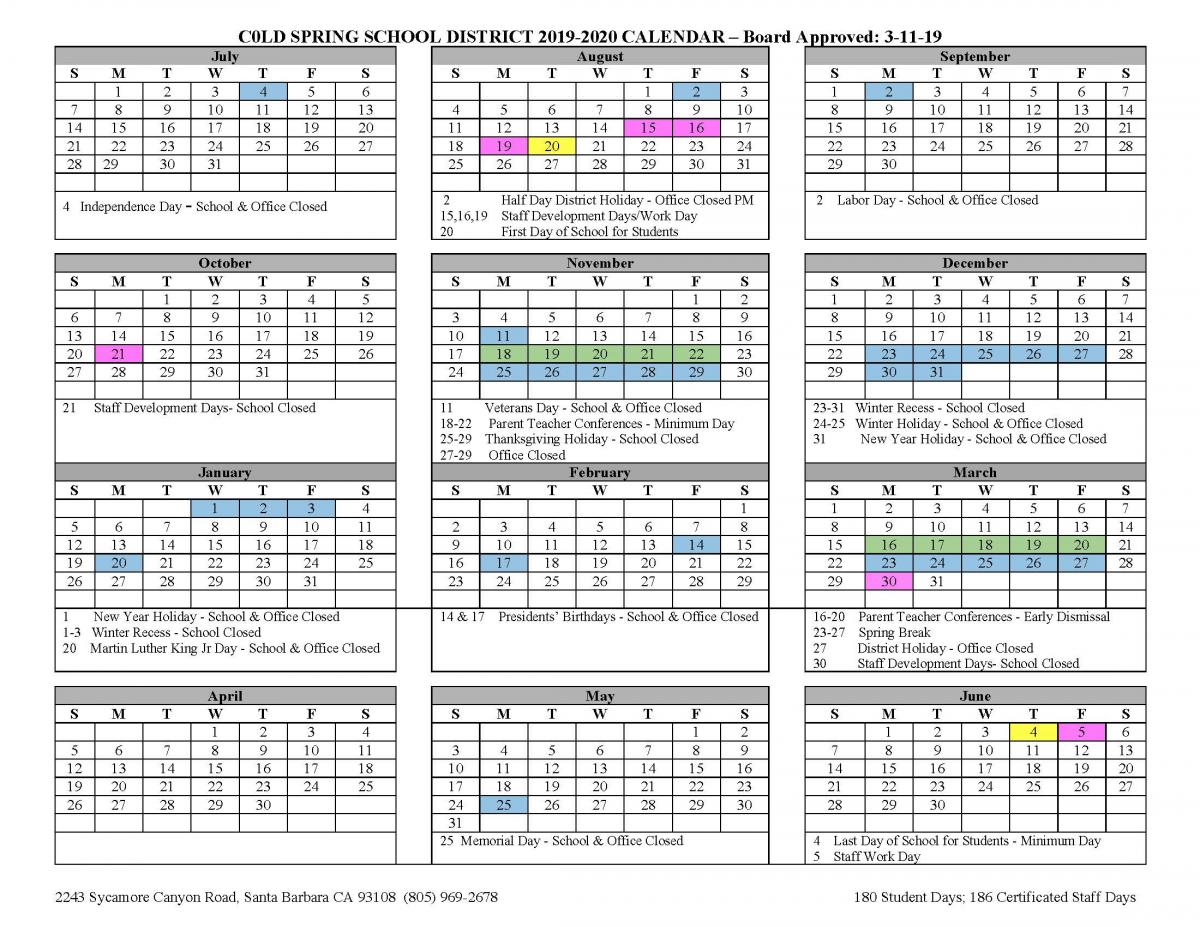 C0LD SPRING SCHOOL DISTRICT 2019-2020 CALENDAR – Board Approved: 3-11-19
July
S M T W T F S
1 2 3 4 5 6
7 8 9 10 11 12 13
14 15 16 17 18 19 20
21 22 23 24 25 26 27
28 29 30 31
4 Independence Day – School & Office Closed
August
S M T W T F S
1 2 3
4 5 6 7 8 9 10
11 12 13 14 15 16 17
18 19 20 21 22 23 24
25 26 27 28 29 30 31
2 Half Day District Holiday - Office Closed PM
15,16,19 Staff Development Days/Work Day
20 First Day of School for Students
September
S M T W T F S
1 2 3 4 5 6 7
8 9 10 11 12 13 14
15 16 17 18 19 20 21
22 23 24 25 26 27 28
29 30
2 Labor Day - School & Office Closed
October
S M T W T F S
1 2 3 4 5
6 7 8 9 10 11 12
13 14 15 16 17 18 19
20 21 22 23 24 25 26
27 28 29 30 31
21 Staff Development Days- School Closed
November
S M T W T F S
1 2
3 4 5 6 7 8 9
10 11 12 13 14 15 16
17 18 19 20 21 22 23
24 25 26 27 28 29 30
11 Veterans Day - School & Office Closed
18-22 Parent Teacher Conferences - Minimum Day
25-29 Thanksgiving Holiday - School Closed
27-29 Office Closed
December
S M T W T F S
1 2 3 4 5 6 7
8 9 10 11 12 13 14
15 16 17 18 19 20 21
22 23 24 25 26 27 28
29 30 31
23-31 Winter Recess - School Closed
24-25 Winter Holiday - School & Office Closed
31 New Year Holiday - School & Office Closed
January
S M T W T F S
1 2 3 4
5 6 7 8 9 10 11
12 13 14 15 16 17 18
19 20 21 22 23 24 25
26 27 28 29 30 31
1 New Year Holiday - School & Office Closed
1-3 Winter Recess - School Closed
20 Martin Luther King Jr Day - School & Office Closed
February
S M T W T F S
1
2 3 4 5 6 7 8
9 10 11 12 13 14 15
16 17 18 19 20 21 22
23 24 25 26 27 28 29
14 & 17 Presidents’ Birthdays - School & Office Closed
March
S M T W T F S
1 2 3 4 5 6 7
8 9 10 11 12 13 14
15 16 17 18 19 20 21
22 23 24 25 26 27 28
29 30 31
16-20 Parent Teacher Conferences - Early Dismissal
23-27 Spring Break
27 District Holiday - Office Closed
30 Staff Development Days- School Closed
April
S M T W T F S
1 2 3 4
5 6 7 8 9 10 11
12 13 14 15 16 17 18
19 20 21 22 23 24 25
26 27 28 29 30
May
S M T W T F S
1 2
3 4 5 6 7 8 9
10 11 12 13 14 15 16
17 18 19 20 21 22 23
24 25 26 27 28 29 30
31
25 Memorial Day - School & Office Closed
June
S M T W T F S
1 2 3 4 5 6
7 8 9 10 11 12 13
14 15 16 17 18 19 20
21 22 23 24 25 26 27
28 29 30
4 Last Day of School for Students - Minimum Day
5 Staff Work Day
2243 Sycamore Canyon Road, Santa Barbara CA 93108 (805) 969-2678
180 Student Days; 186 Certificated Staff Days